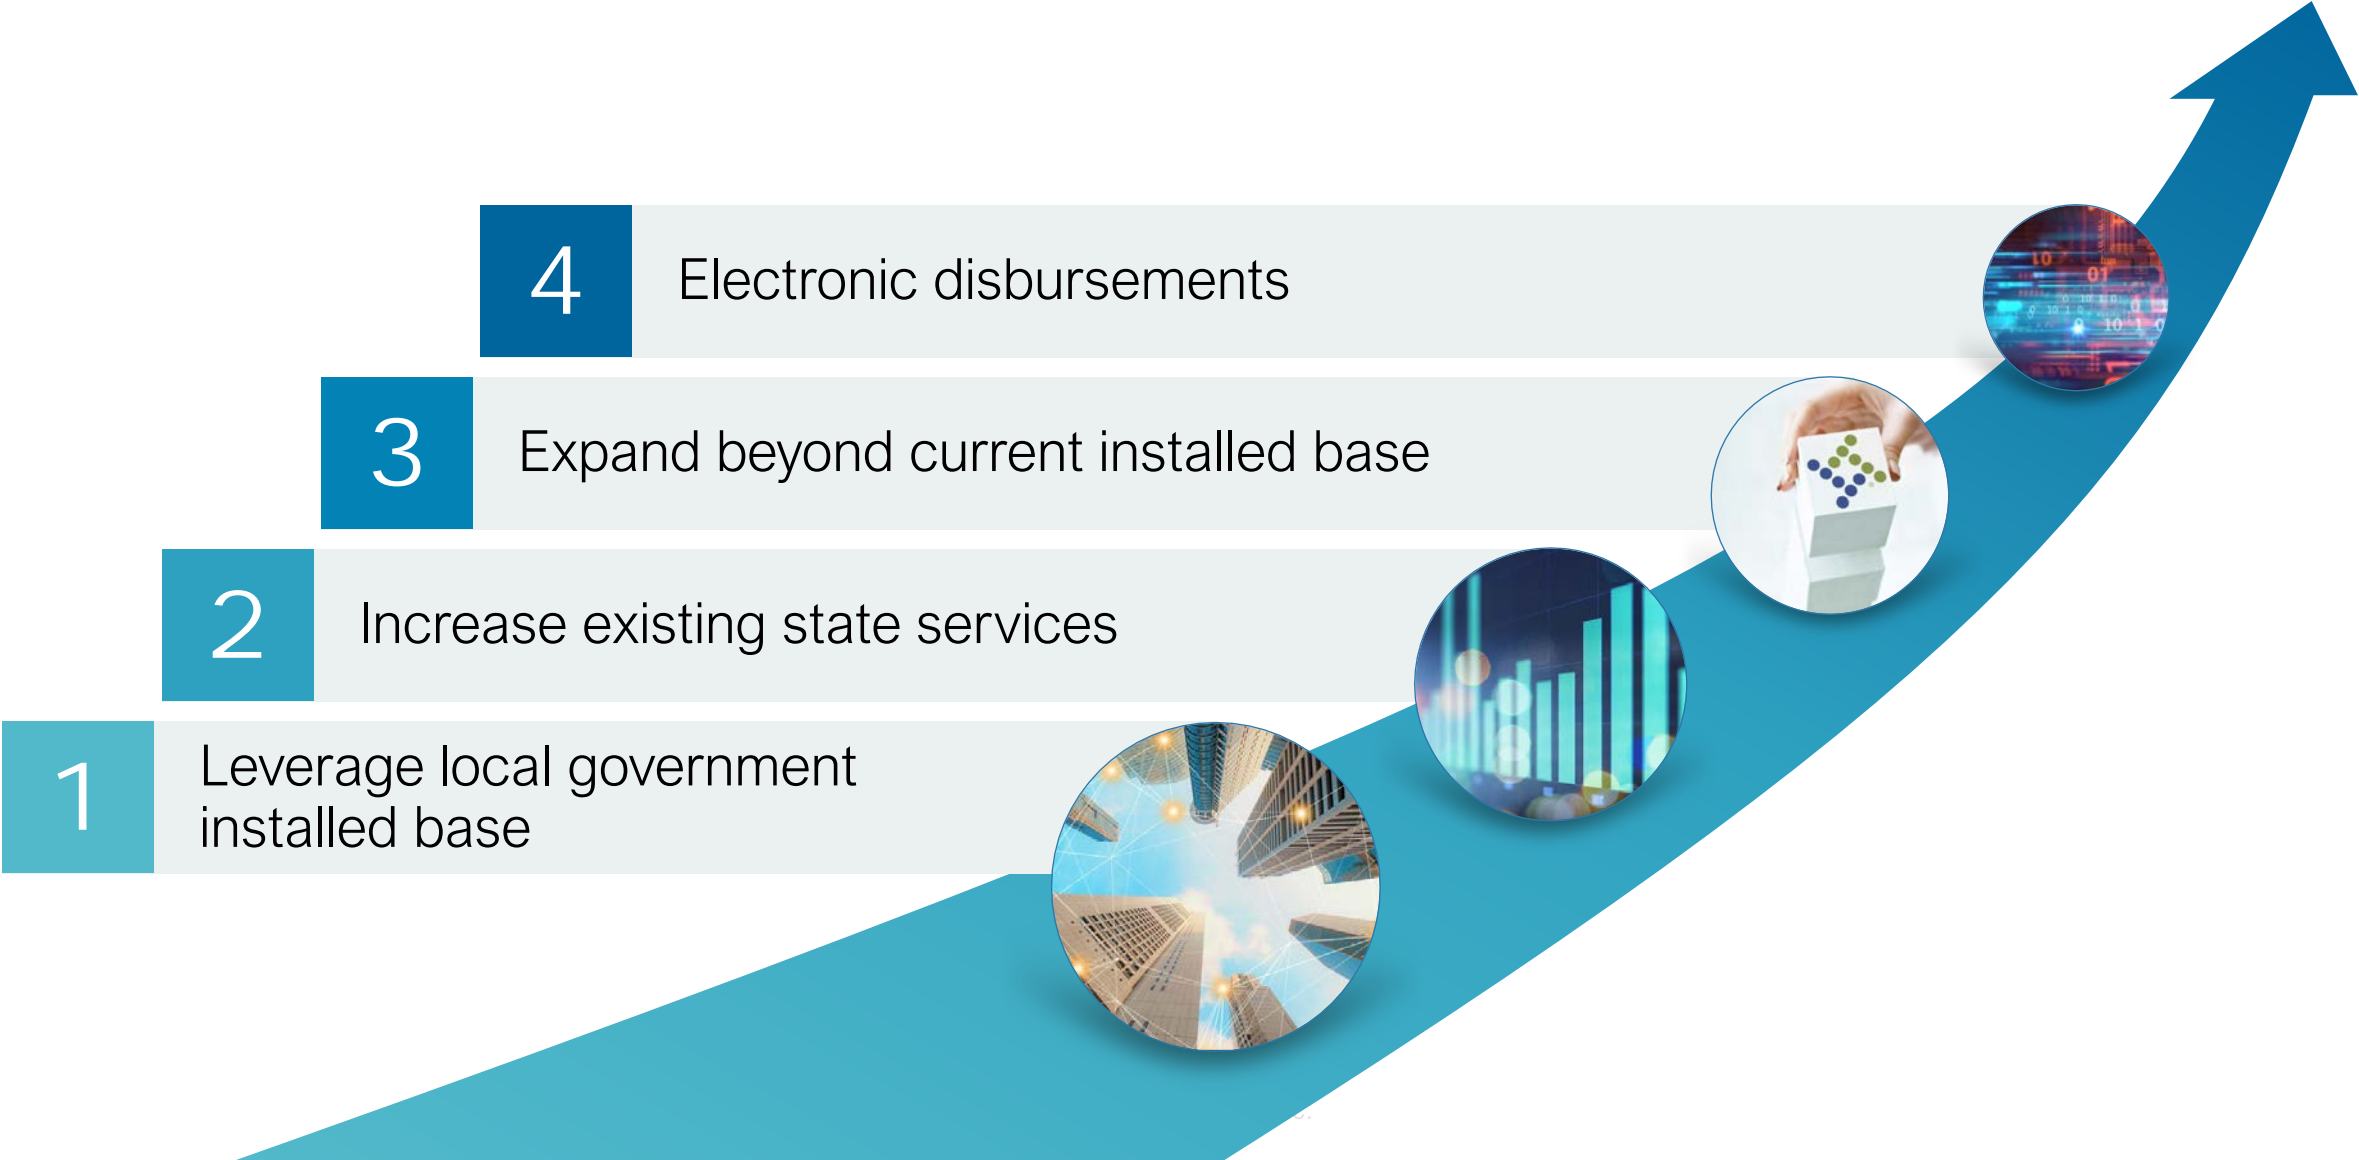 4
Electronic disbursements
3
Expand beyond current installed base
2
Increase existing state services
1
Leverage local government
installed base